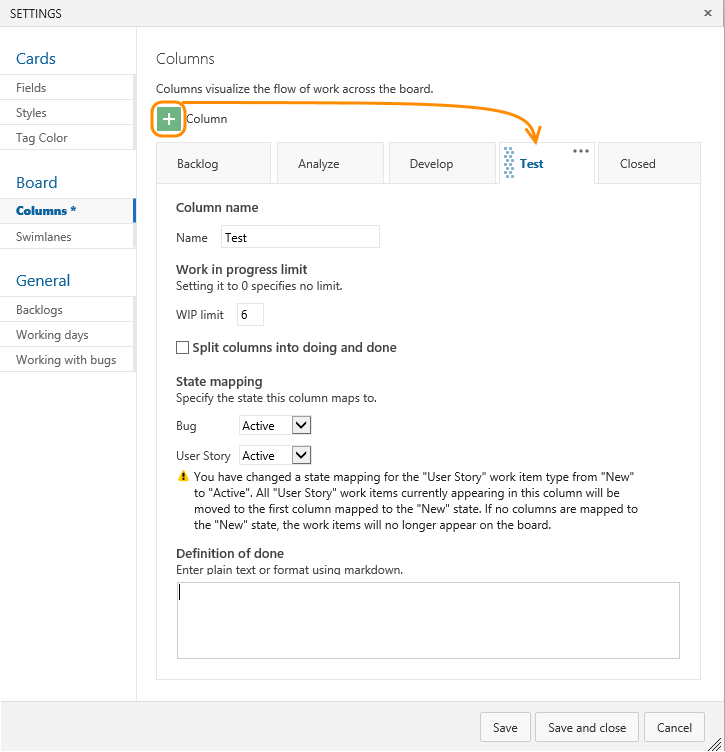 SETTINGS
Cards
Fields
Styles
Tag Color
Board
Columns *
Swimlanes
General
Backlogs
Working days
Working with bugs
Columns
Columns visualize the flow of work across the board.
Column
Backlog Analyze Develop Test Closed
Column name
Name Test
Work in progress limit
Setting it to 0 specifies no limit.
WIP limit 6
Split columns into doing and done
State mapping
Specify the state this column maps to.
Bug Active
User Story Active
You have changed a state mapping for the "User Story" work item type from "New"
to "Active". All "User Story" work items currently appearing in this column will be
moved to the first column mapped to the "New" state. If no columns are mapped to
the "New" state, the work items will no longer appear on the board.
Definition of done
Enter plain text or format using markdown.
Save Save and close Cancel